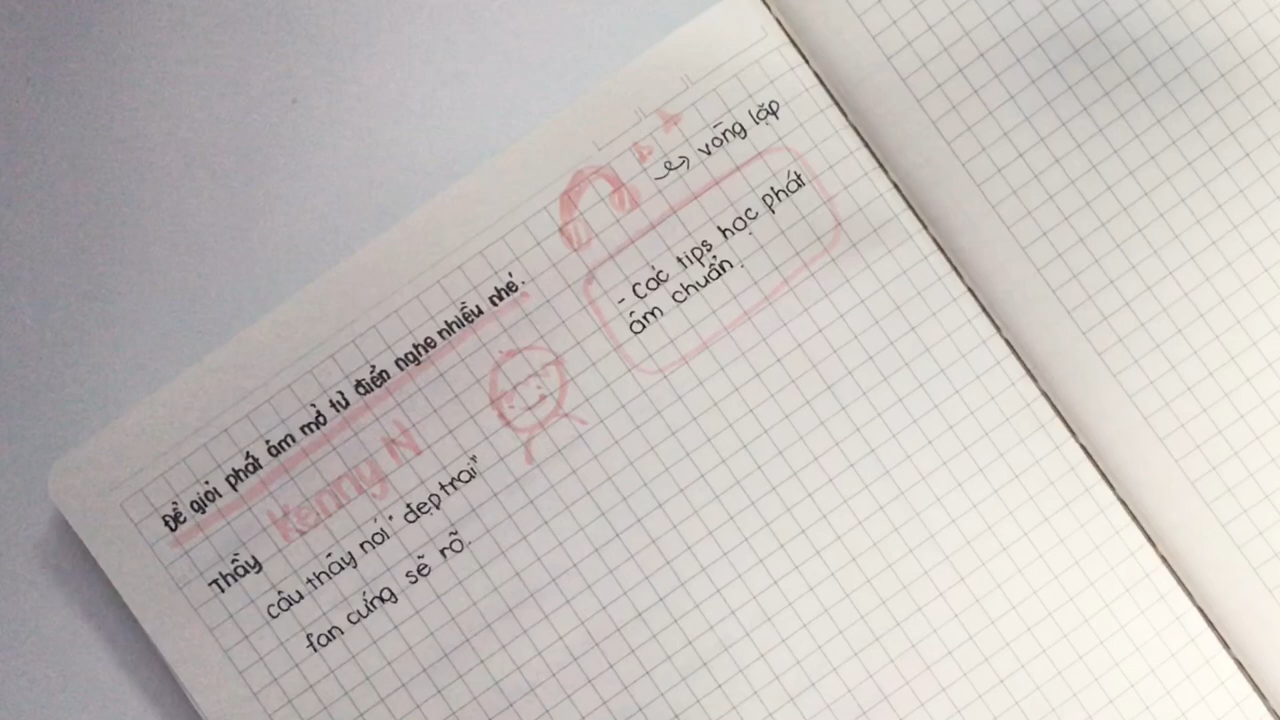 Để giỏi phát âm mở từ điển nghe nhiều nhé.
vòng lặp
- Các tips học phát
âm chuẩn.
Thầy Kenny N
câu thầy nói "đẹp trai"
fan cứng sẽ rõ.